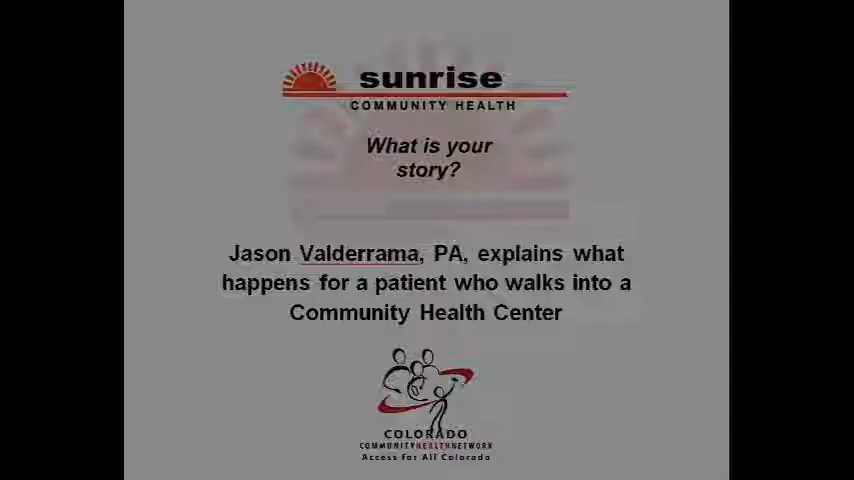 sunrise
COMMUNITY HEALTH
What is your
story?
Jason Valderrama, PA, explains what
happens for a patient who walks into a
Community Health Center
COLORADO
COMMUNITYHEALTHNETWORK
Access for All Colorado